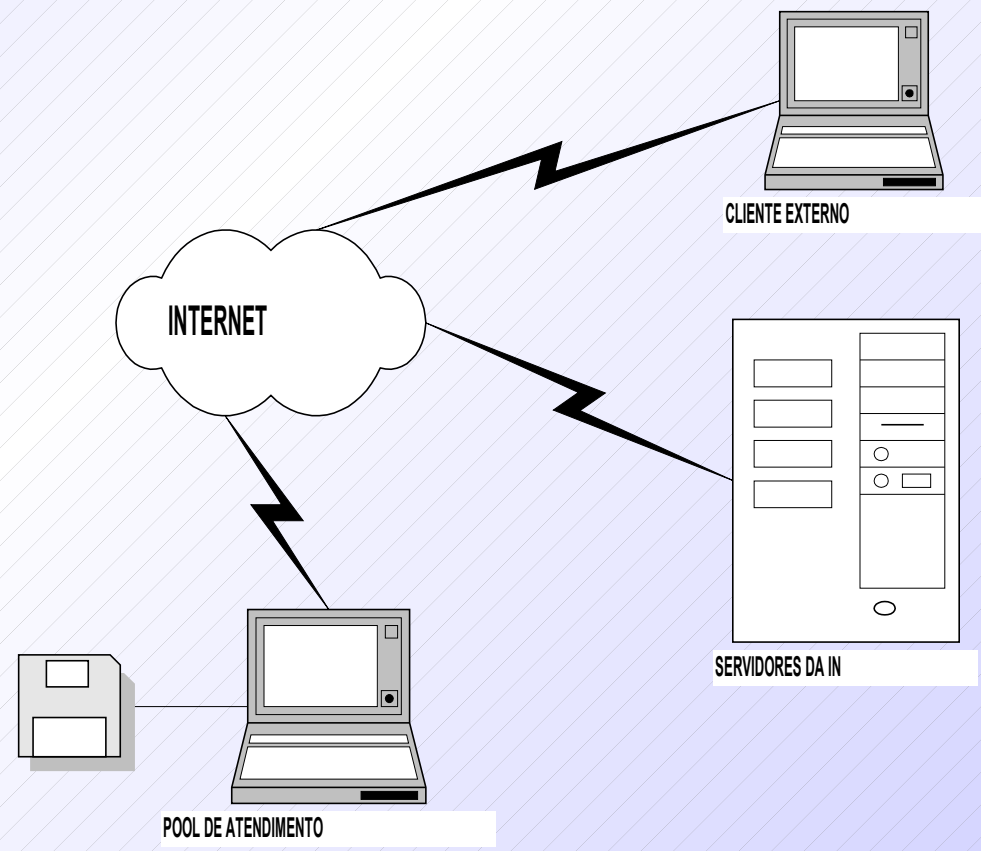 CLIENTE EXTERNO
INTERNET
SERVIDORES DA IN
POOL DE ATENDIMENTO